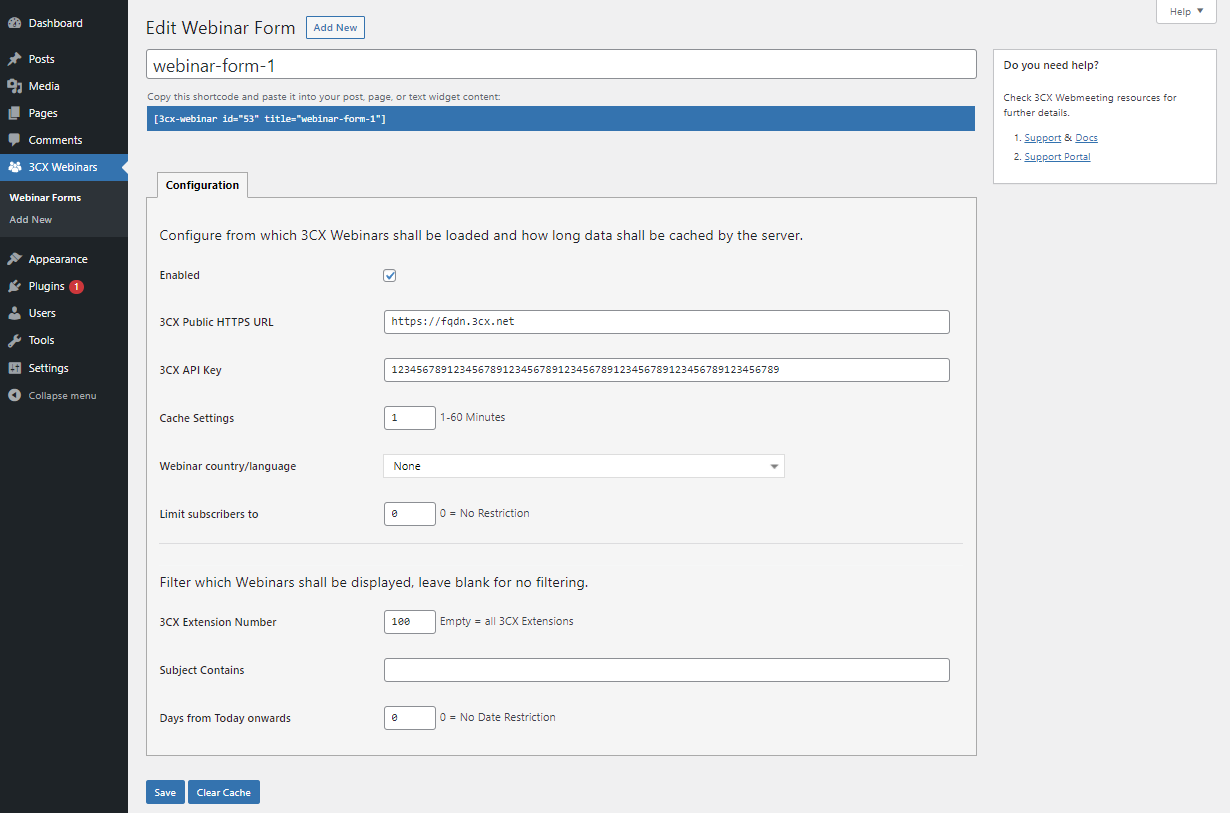 Dashboard
Posts
Media
Pages
Comments
3CX Webinars
Webinar Forms
Add New
Appearance
Plugins 1
Users
Tools
Settings
Collapse menu
Help ▼
Edit Webinar Form Add New
webinar-form-1
Copy this shortcode and paste it into your post, page, or text widget content:
[3cx-webinar id="53" title="webinar-form-1"]
Configuration
Configure from which 3CX Webinars shall be loaded and how long data shall be cached by the server.
Enabled
3CX Public HTTPS URL https://fqdn.3cx.net
3CX API Key 123456789123456789123456789123456789123456789123456789123456789
Cache Settings 1 1-60 Minutes
Webinar country/language None
Limit subscribers to 0 0 = No Restriction
Filter which Webinars shall be displayed, leave blank for no filtering.
3CX Extension Number 100 Empty = all 3CX Extensions
Subject Contains
Days from Today onwards 0 0 = No Date Restriction
Save Clear Cache
Do you need help?
Check 3CX Webmeeting resources for
further details.
1. Support & Docs
2. Support Portal